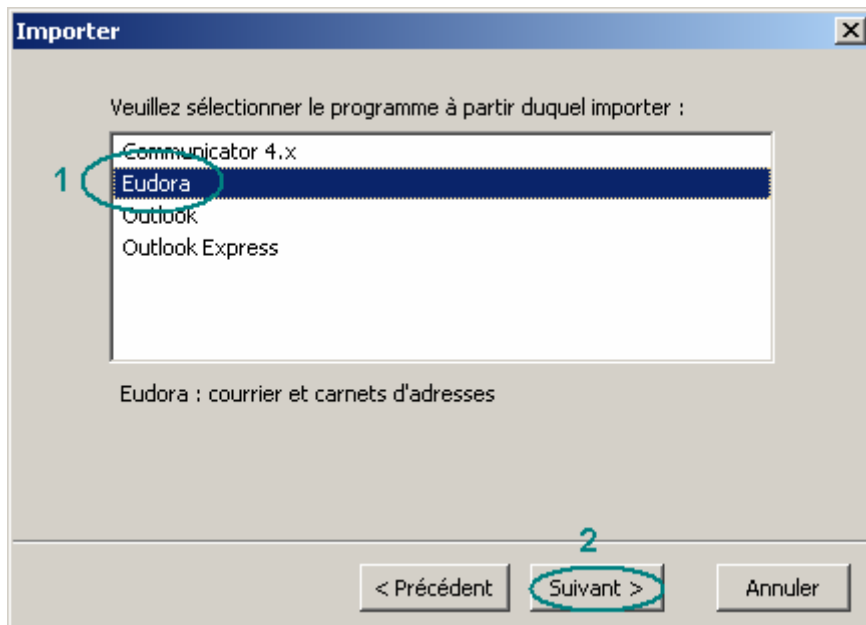 Importer
Veuillez sélectionner le programme à partir duquel importer :
Communicator 4.x
1
Eudora
Outlook
Outlook Express
Eudora : courrier et carnets d'adresses
2
< Précédent
Suivant >
Annuler